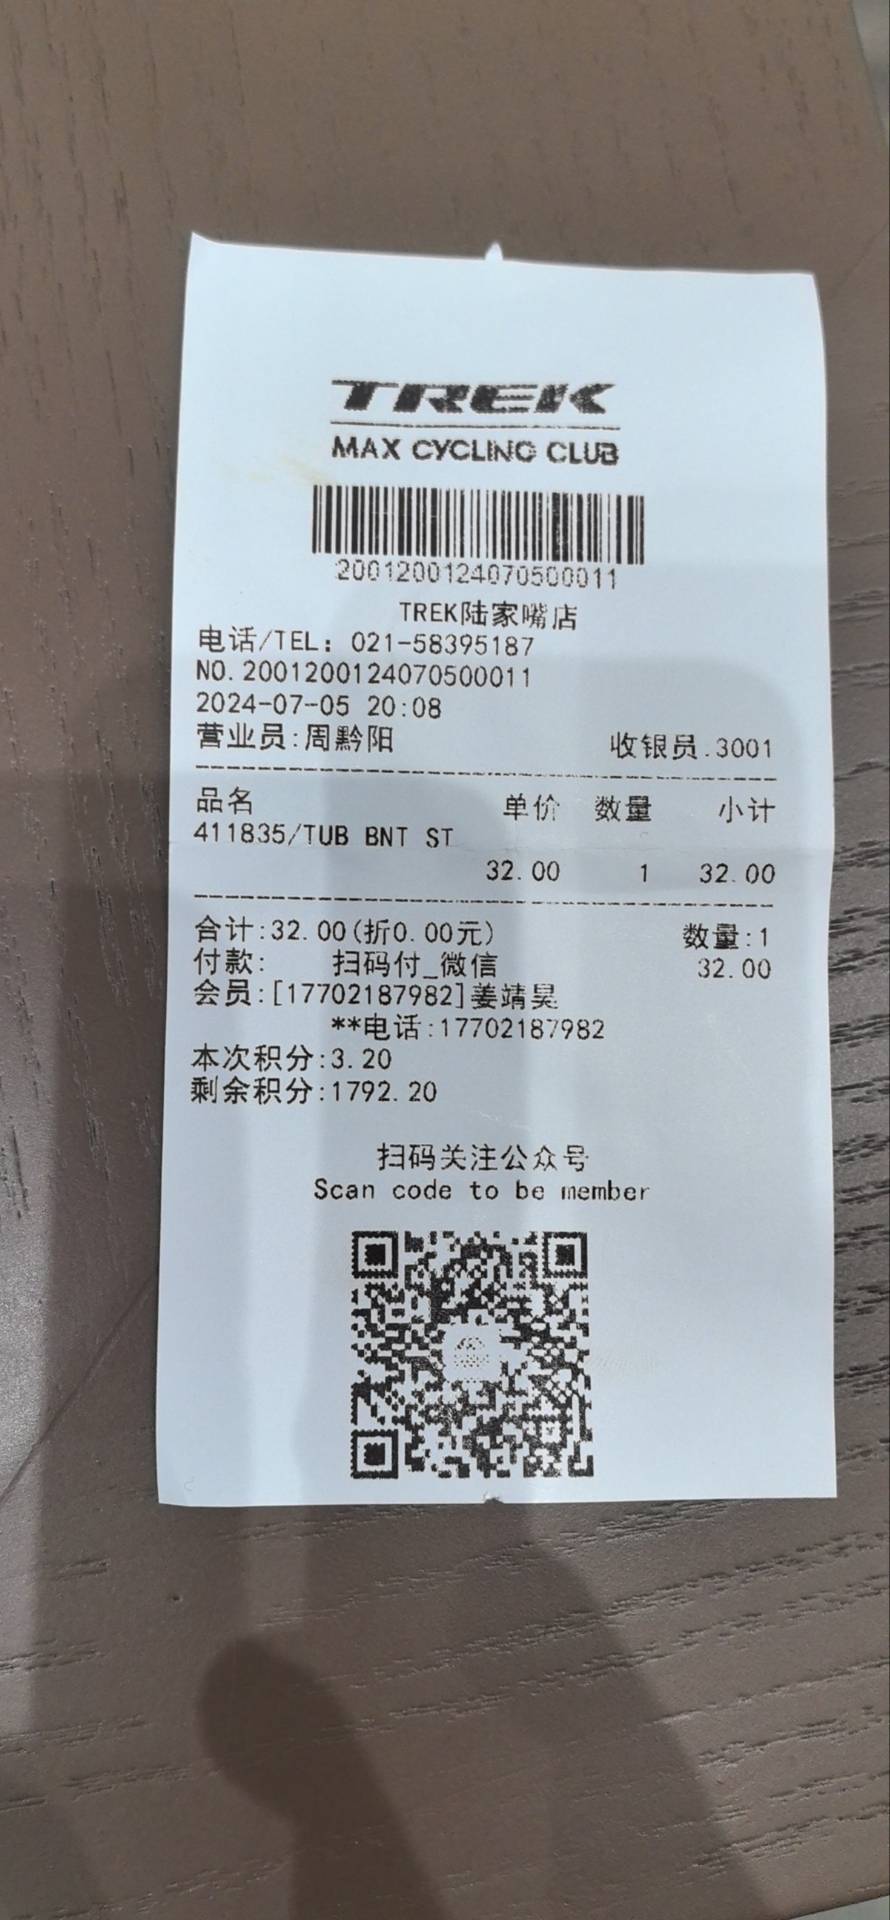 TREK
MAX CYCLING CLUB
2001200124070500011
TREK陆家嘴店
电话/TEL: 021-58395187
NO.2001200124070500011
2024-07-05 20:08
营业员:周黔阳 收银员.3001
品名 单价 数量 小计
411835/TUB BNT ST
32.00 1 32.00
合计:32.00(折0.00元) 数量:1
付款: 扫码付_微信 32.00
会员:[17702187982]姜靖昊
**电话:17702187982
本次积分:3.20
剩余积分:1792.20
扫码关注公众号
Scan code to be member